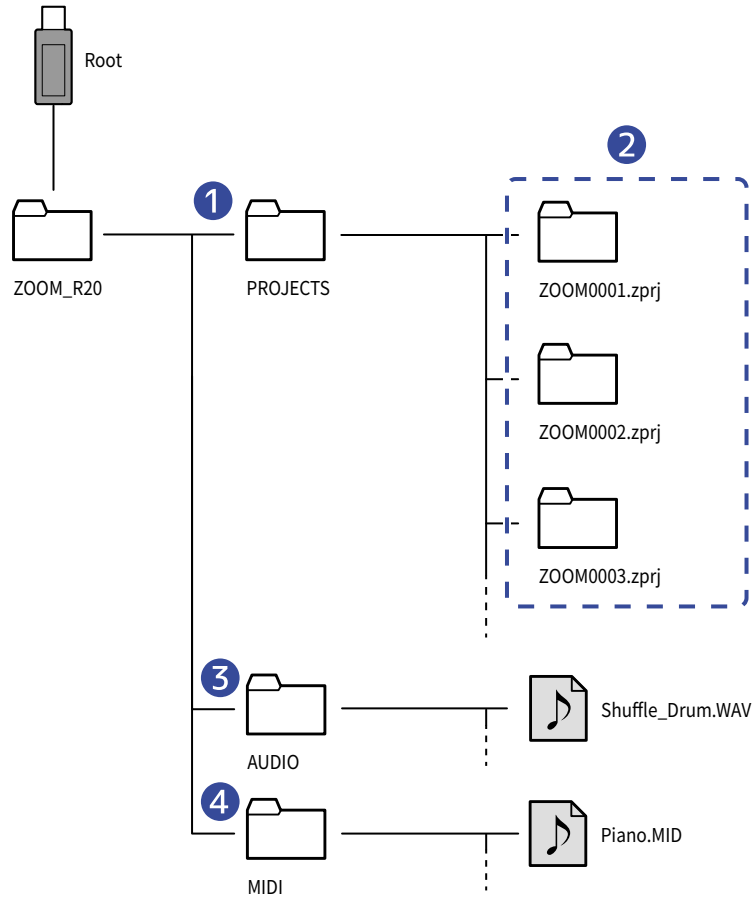 Root
2
1
ZOOM_R20
PROJECTS
ZOOM0001.zprj
ZOOM0002.zprj
ZOOM0003.zprj
3
AUDIO
Shuffle_Drum.WAV
4
MIDI
Piano.MID